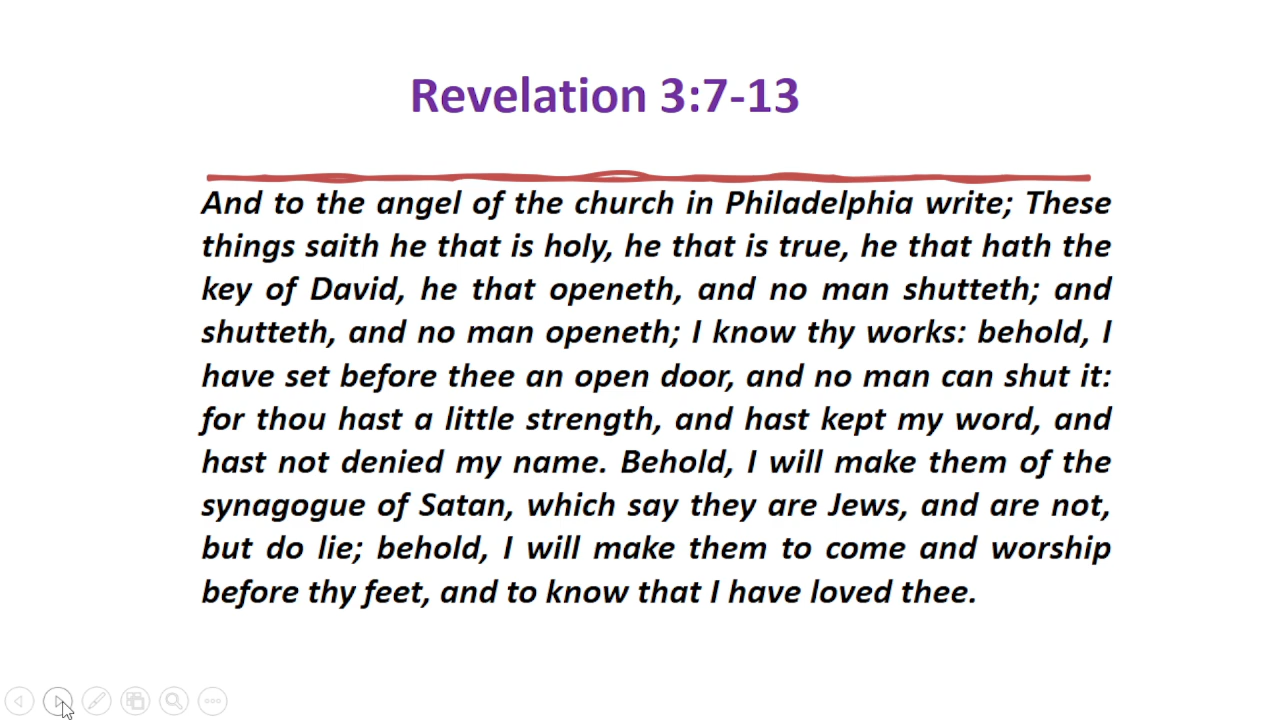 Revelation 3:7-13
And to the angel of the church in Philadelphia write; These
things saith he that is holy, he that is true, he that hath the
key of David, he that openeth, and no man shutteth; and
shutteth, and no man openeth; I know thy works: behold, I
have set before thee an open door, and no man can shut it:
for thou hast a little strength, and hast kept my word, and
hast not denied my name. Behold, I will make them of the
synagogue of Satan, which say they are Jews, and are not,
but do lie; behold, I will make them to come and worship
before thy feet, and to know that I have loved thee.